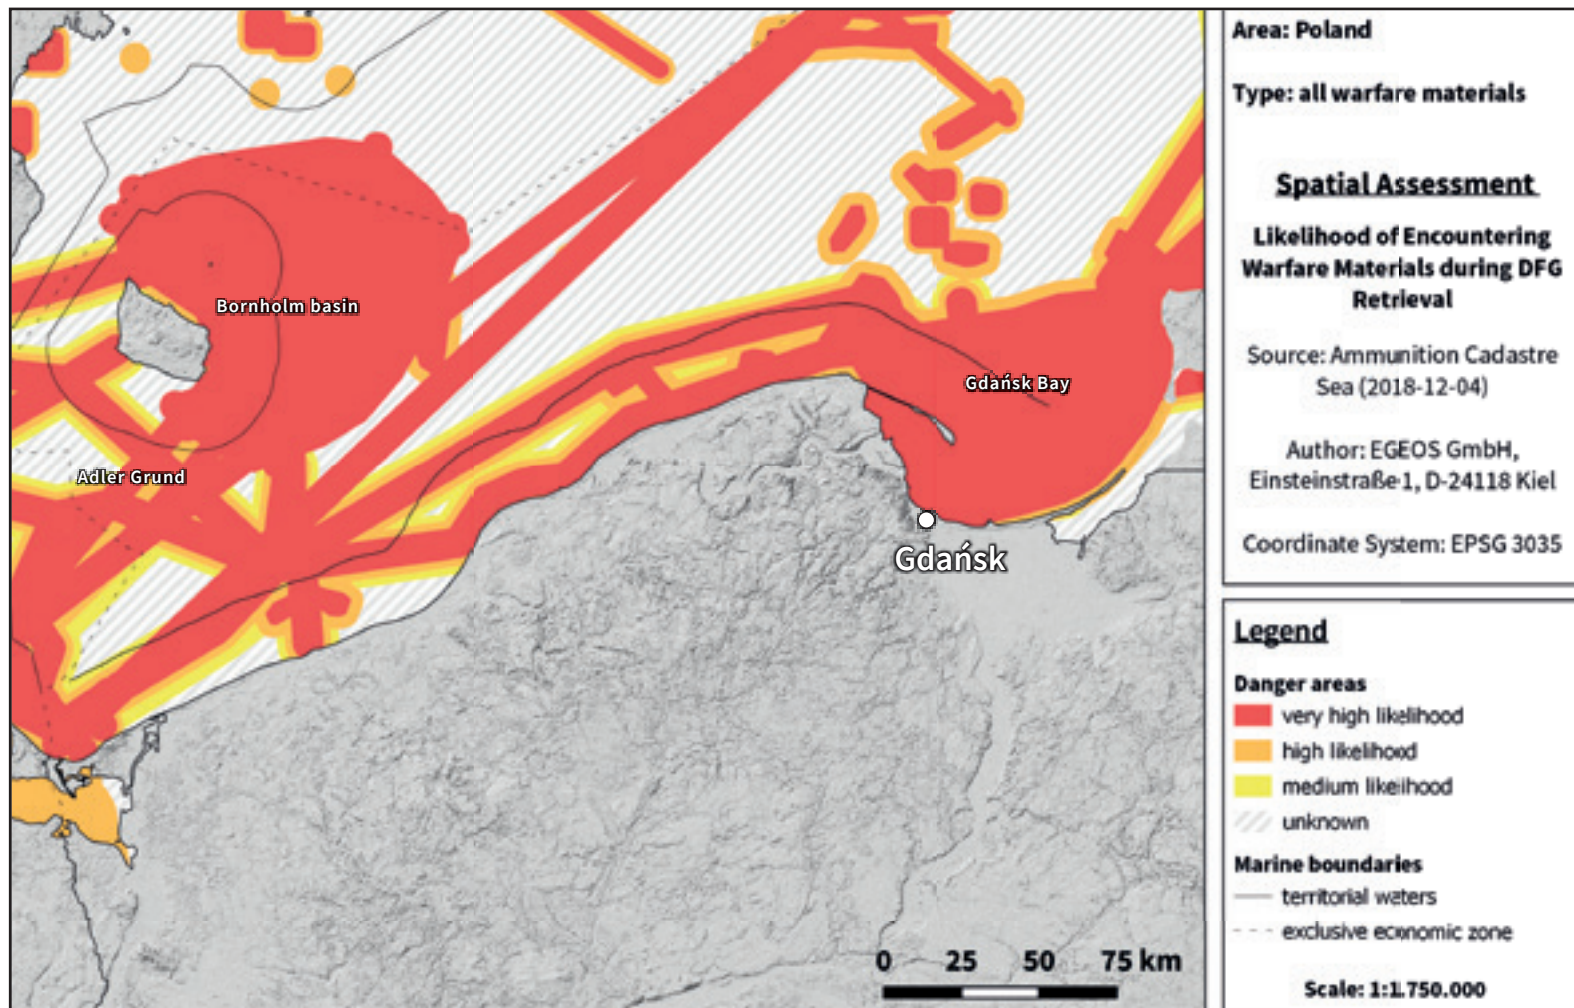 Bornholm basin
Adler Grund
Gdańsk Bay
Gdańsk
0 25 50 75 km
Area: Poland
Type: all warfare materials
Spatial Assessment
Likelihood of Encountering
Warfare Materials during DFG
Retrieval
Source: Ammunition Cadastre
Sea (2018-12-04)
Author: EGEOS GmbH,
Einsteinstraße 1, D-24118 Kiel
Coordinate System: EPSG 3035
Legend
Danger areas
very high likelihood
high likelihood
medium likelihood
unknown
Marine boundaries
territorial waters
exclusive economic zone
Scale: 1:1.750.000